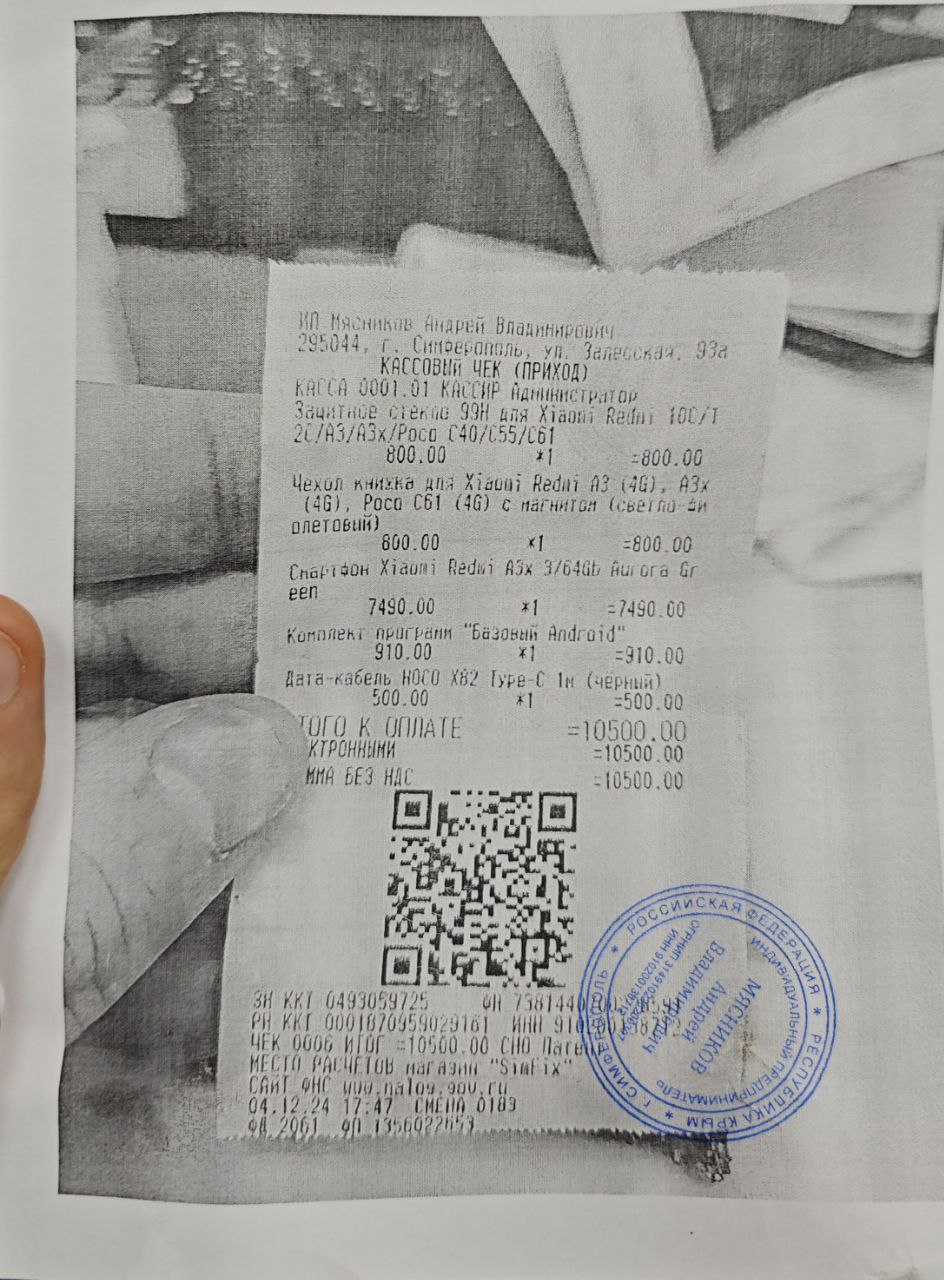 ИП Мясников Андрей Владимирович
295044, г. Симферополь, ул. Залесская, 93а
КАССОВЫЙ ЧЕК (ПРИХОД)
КАССА 0001.01 КАССИР Администратор
Защитное стекло 99H для Xiaomi Redmi 10C/1
2C/A3/A3x/Poco C40/C55/C61
800.00 *1 =800.00
Чехол книжка для Xiaomi Redmi A3 (4G), A3x
(4G), Poco C61 (4G) с магнитом (светло-фи
олетовый)
800.00 *1 =800.00
Смартфон Xiaomi Redmi A3x 3/64Gb Aurora Gr
een
7490.00 *1 =7490.00
Комплект программ "Базовый Android"
910.00 *1 =910.00
Дата-кабель HOCO X82 Type-C 1м (чёрный)
500.00 *1 =500.00
ТОГО К ОПЛАТЕ =10500.00
КТРОННЫМИ =10500.00
ММА БЕЗ НДС =10500.00
ЗН ККТ 0493059725 ФН
РН ККТ 0001870959029161 ИНН
ЧЕК 0006 ИТОГ =10500.00 СНО
МЕСТО РАСЧЕТОВ магазин "SimFix"
САЙТ ФНС www.nalog.gov.ru
04.12.24 17:47 СМЕНА 0189
ФД 2061 ФП 1356022653
РОССИЙСКАЯ ФЕДЕРАЦИЯ * РЕСПУБЛИКА КРЫМ * Г. СИМФЕРОПОЛЬ *
ИНДИВИДУАЛЬНЫЙ ПРЕДПРИНИМАТЕЛЬ
МЯСНИКОВ
Андрей
Владимирович